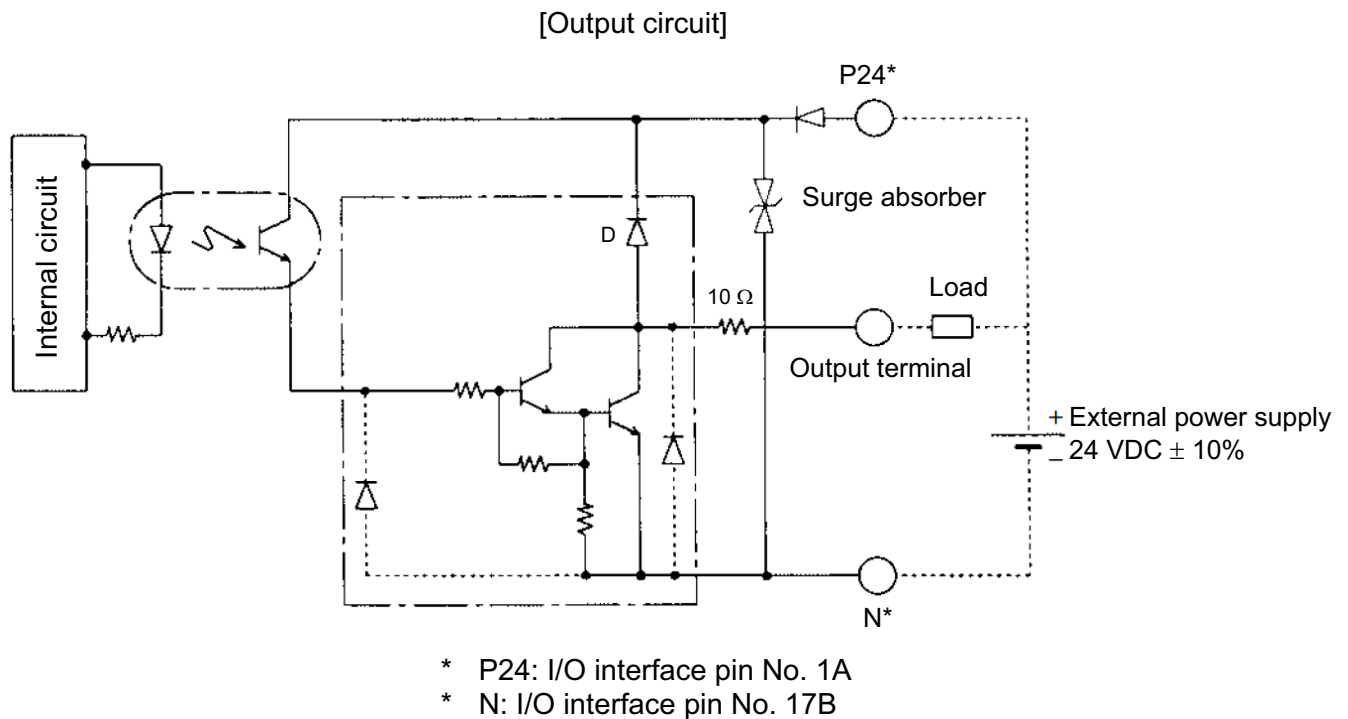 [Output circuit]
P24*
Internal circuit
Surge absorber
D
10 Ω
Load
Output terminal
+ External power supply
– 24 VDC ± 10%
N*
* P24: I/O interface pin No. 1A
* N: I/O interface pin No. 17B